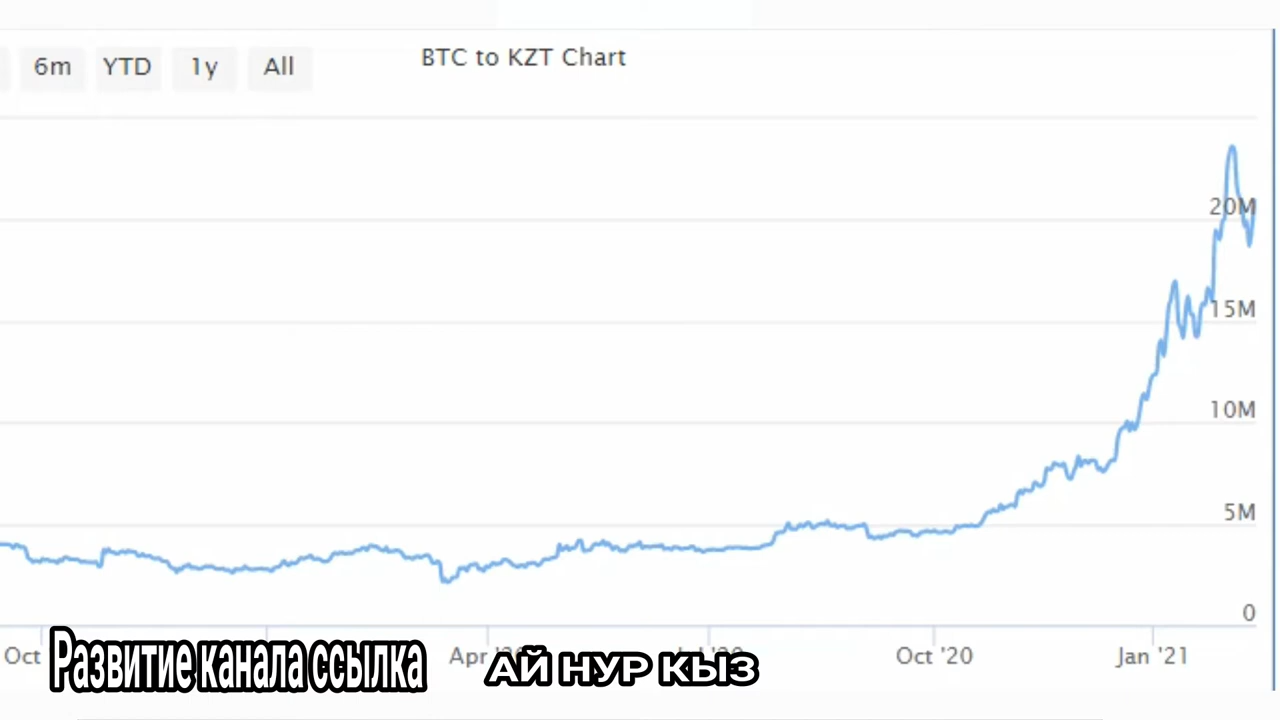 6m YTD 1y All BTC to KZT Chart
20M
15M
10M
5M
0
Oct Apr Oct '20 Jan '21
Развитие канала ссылка АЙ НУР КЫЗ